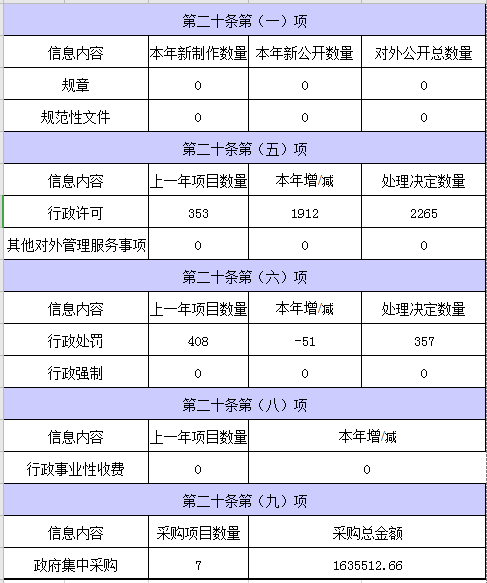 第二十条第（一）项
信息内容 本年新制作数量 本年新公开数量 对外公开总数量
规章 0 0 0
规范性文件 0 0 0
第二十条第（五）项
信息内容 上一年项目数量 本年增/减 处理决定数量
行政许可 353 1912 2265
其他对外管理服务事项 0 0 0
第二十条第（六）项
信息内容 上一年项目数量 本年增/减 处理决定数量
行政处罚 408 -51 357
行政强制 0 0 0
第二十条第（八）项
信息内容 上一年项目数量 本年增/减
行政事业性收费 0 0
第二十条第（九）项
信息内容 采购项目数量 采购总金额
政府集中采购 7 1635512.66